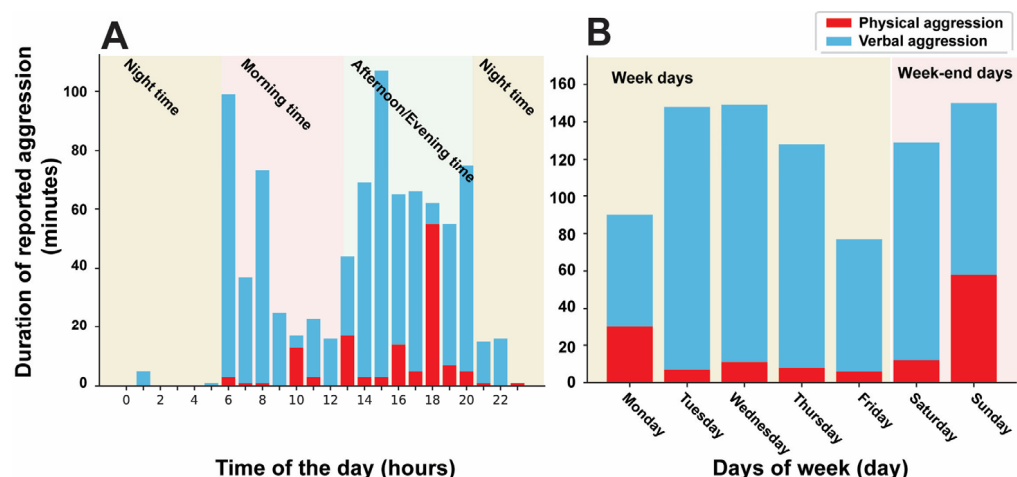 A
B
Physical aggression
Verbal aggression
Night time
Morning time
Afternoon/Evening time
Night time
Week days
Week-end days
Duration of reported aggression
(minutes)
100
80
60
40
20
0
160
140
120
100
80
60
40
20
0
0 2 4 6 8 10 12 14 16 18 20 22
Monday
Tuesday
Wednesday
Thursday
Friday
Saturday
Sunday
Time of the day (hours)
Days of week (day)